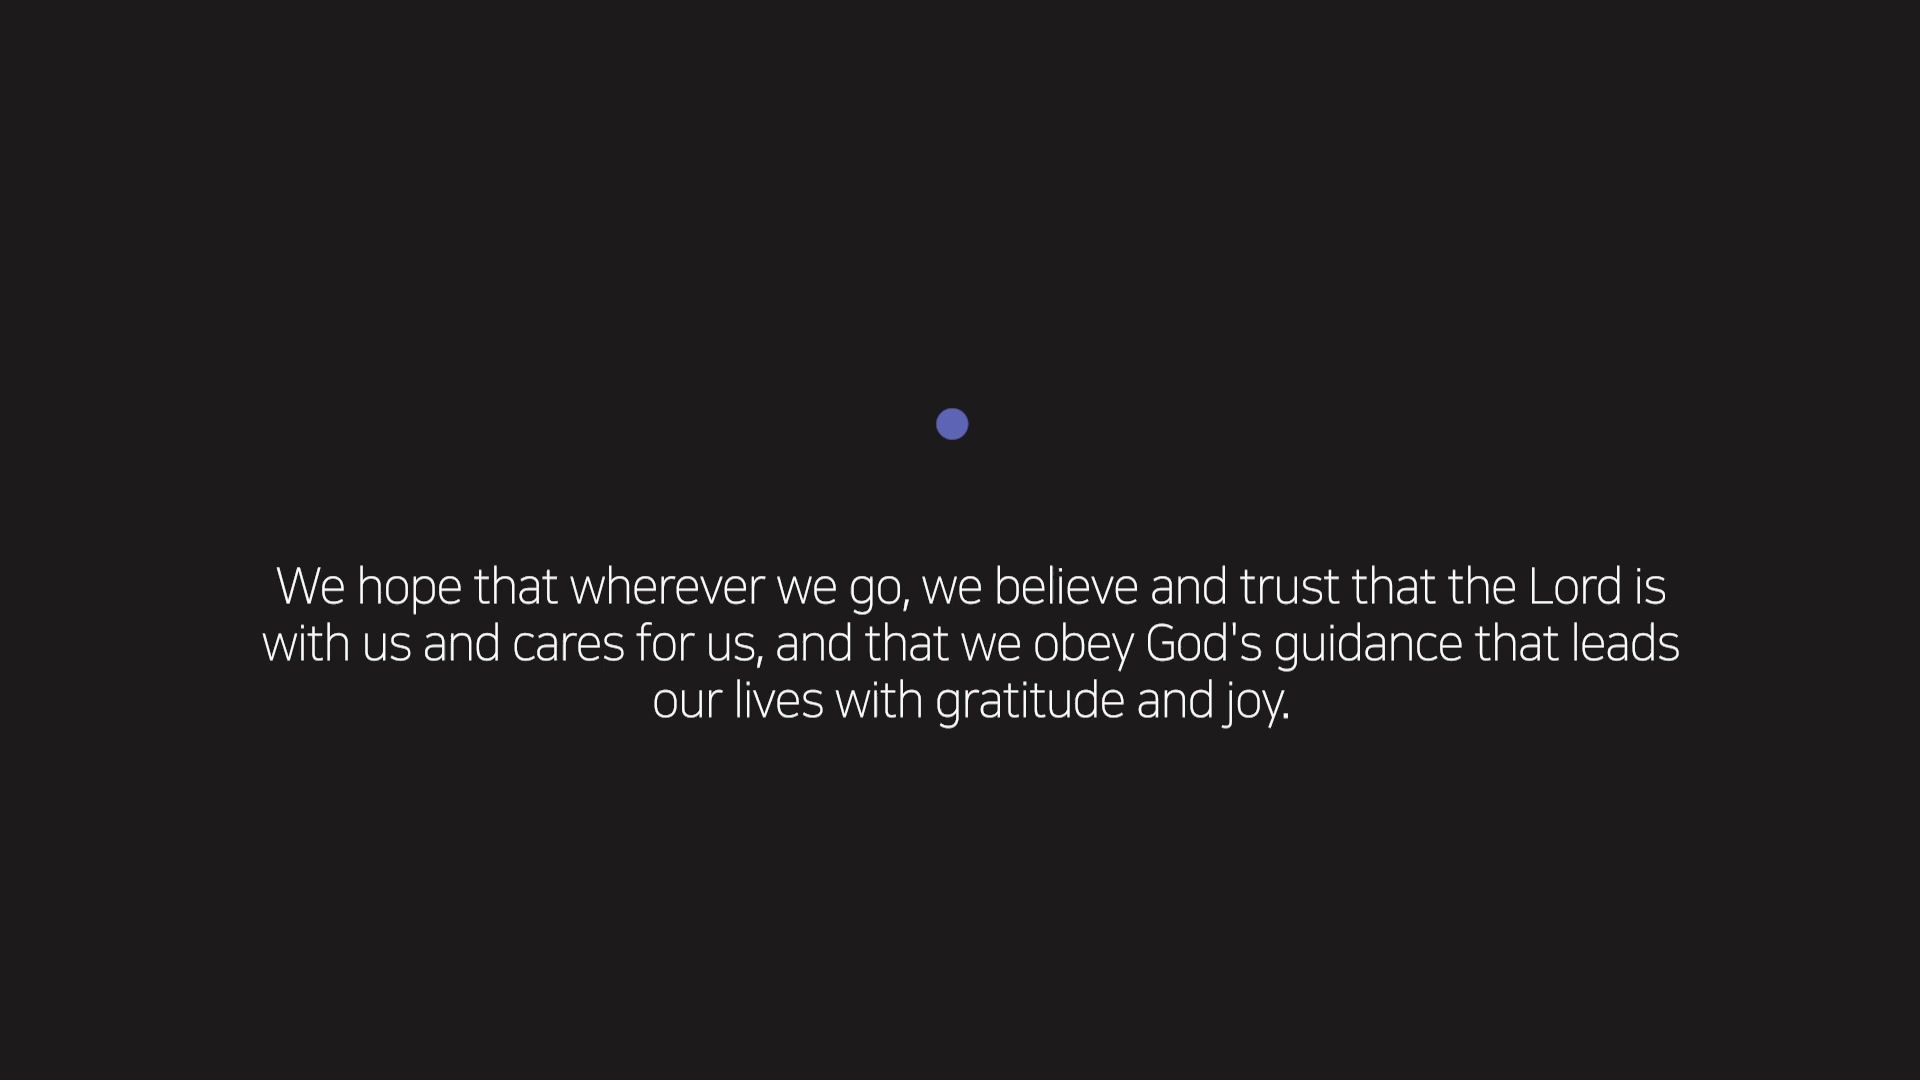 We hope that wherever we go, we believe and trust that the Lord is
with us and cares for us, and that we obey God's guidance that leads
our lives with gratitude and joy.